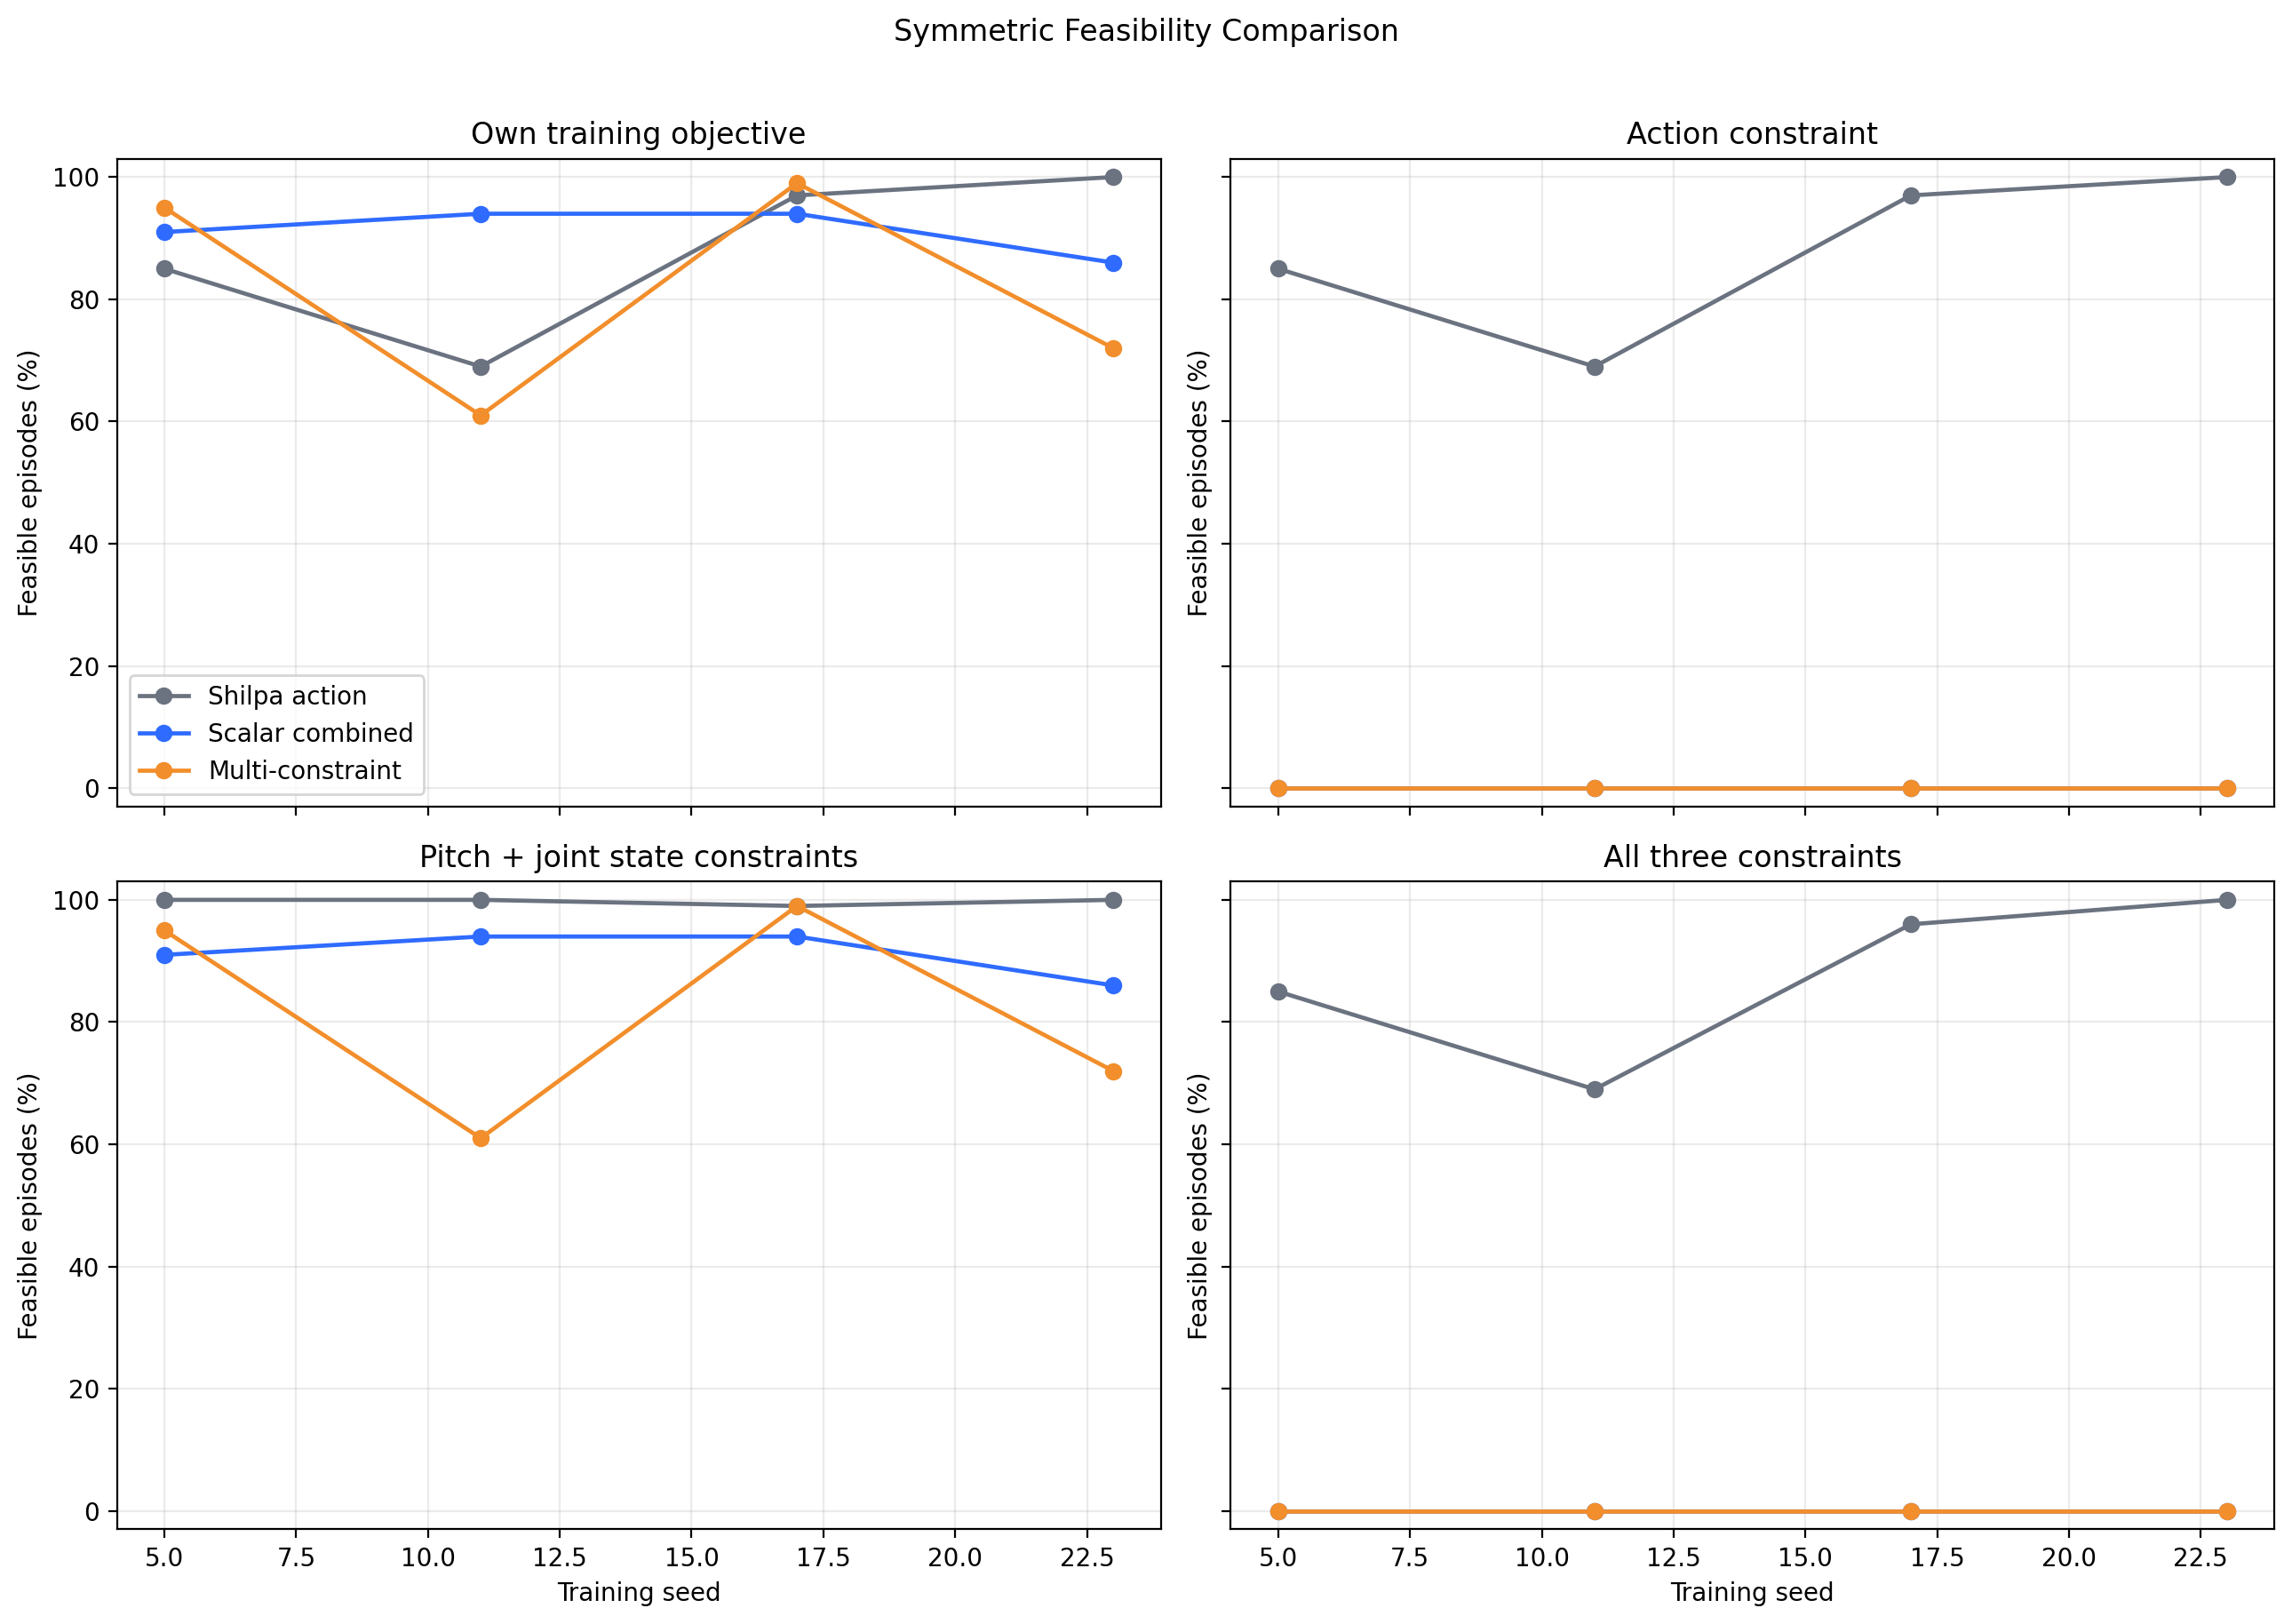 Symmetric Feasibility Comparison
Own training objective
Action constraint
Feasible episodes (%)
100
80
60
40
20
0
Shilpa action
Scalar combined
Multi-constraint
Feasible episodes (%)
Pitch + joint state constraints
All three constraints
Feasible episodes (%)
100
80
60
40
20
0
5.0 7.5 10.0 12.5 15.0 17.5 20.0 22.5
Training seed
Feasible episodes (%)
5.0 7.5 10.0 12.5 15.0 17.5 20.0 22.5
Training seed